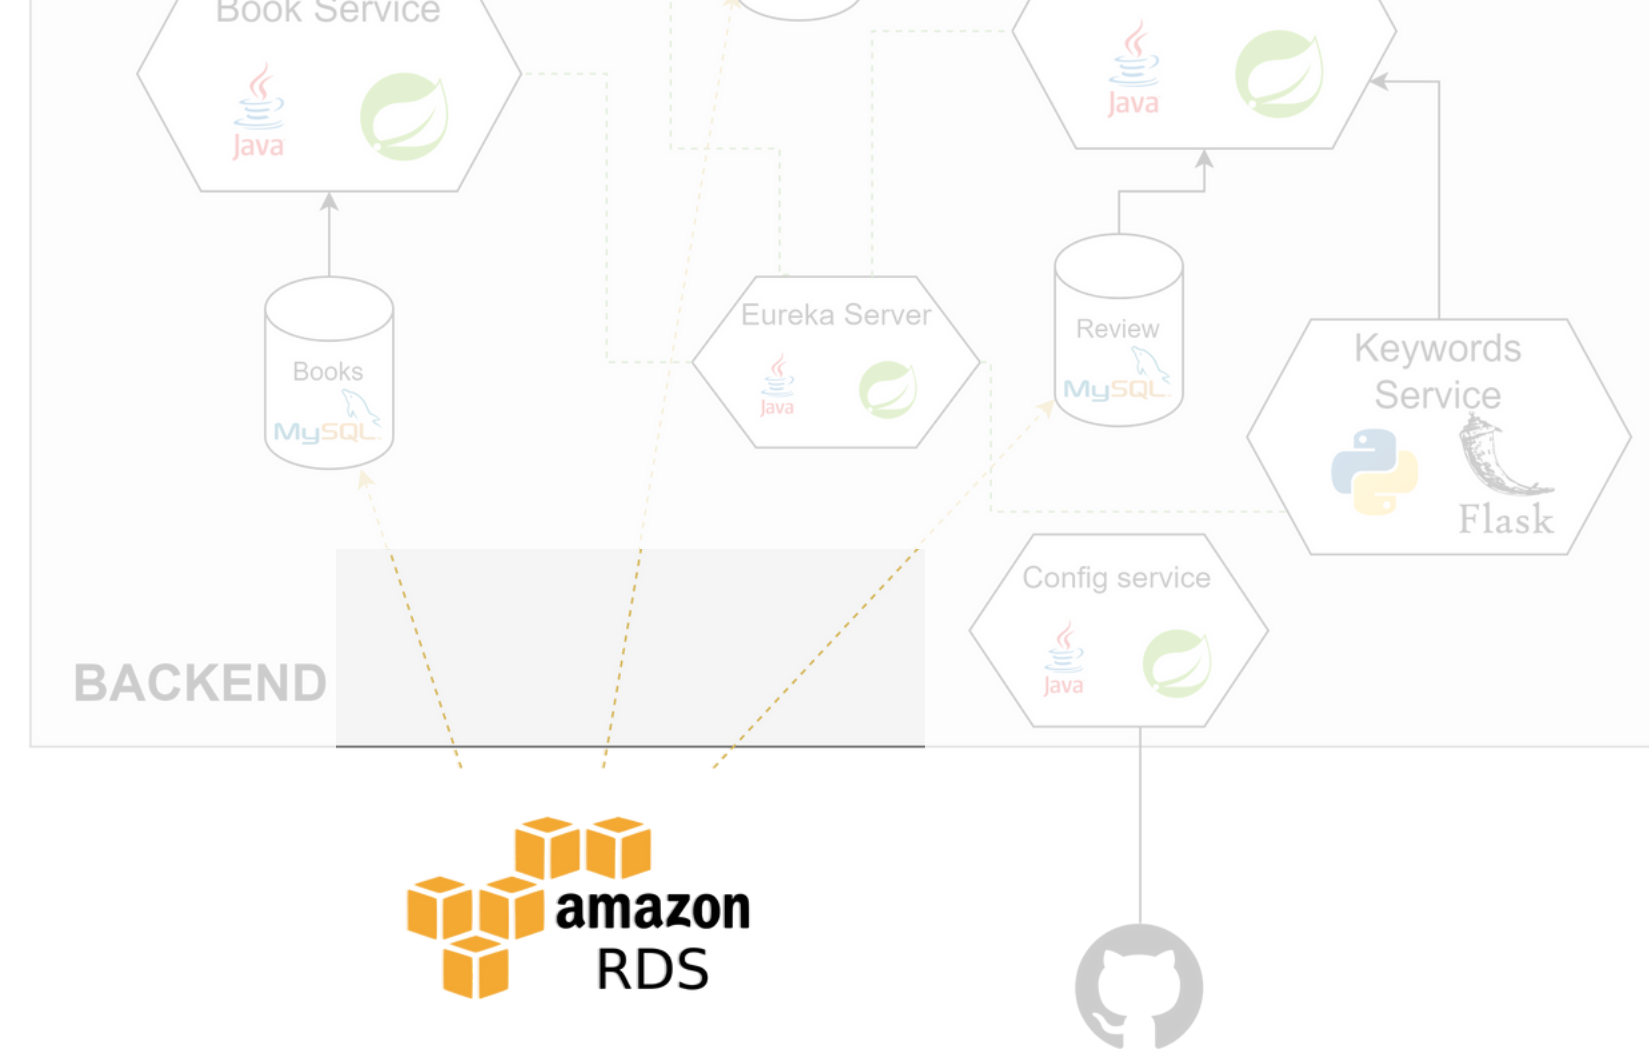 Book Service
Java
Java
Eureka Server
Java
Review
MySQL
Books
MySQL
Keywords
Service
Flask
Config service
Java
BACKEND
amazon
RDS